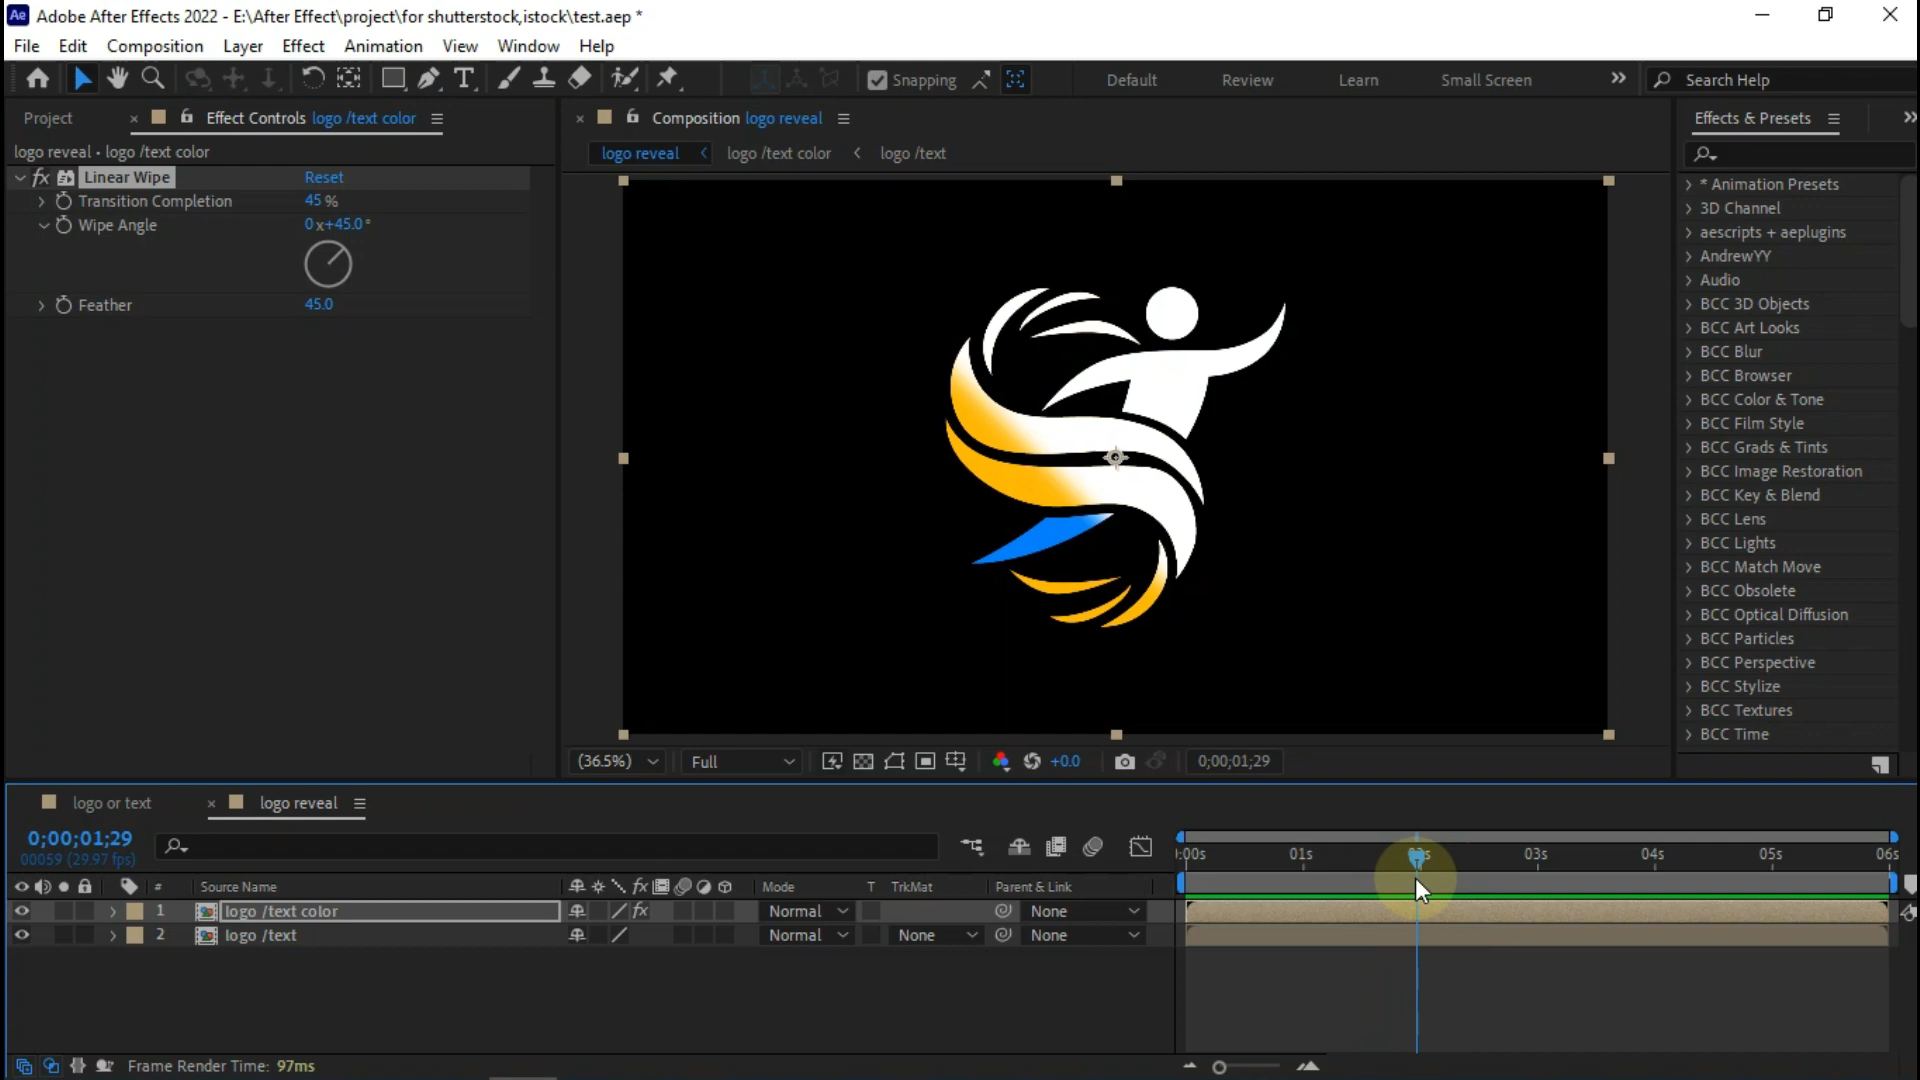 Ae Adobe After Effects 2022 - E:\After Effect\project\for shutterstock,istock\test.aep *
File Edit Composition Layer Effect Animation View Window Help
T Snapping Default Review Learn Small Screen Search Help
Project Effect Controls logo /text color
logo reveal • logo /text color
fx Linear Wipe Reset
Transition Completion 45 %
Wipe Angle 0 x+45.0 °
Feather 45.0
Composition logo reveal
logo reveal logo /text color logo /text
(36.5%) Full +0.0 0;00;01;29
Effects & Presets
* Animation Presets
3D Channel
aescripts + aeplugins
AndrewYY
Audio
BCC 3D Objects
BCC Art Looks
BCC Blur
BCC Browser
BCC Color & Tone
BCC Film Style
BCC Grads & Tints
BCC Image Restoration
BCC Key & Blend
BCC Lens
BCC Lights
BCC Match Move
BCC Obsolete
BCC Optical Diffusion
BCC Particles
BCC Perspective
BCC Stylize
BCC Textures
BCC Time
logo or text logo reveal
0;00;01;29
00059 (29.97 fps)
:00s 01s 03s 04s 05s 06s
# Source Name fx Mode T TrkMat Parent & Link
1 logo /text color fx Normal None
2 logo /text Normal None None
Frame Render Time: 97ms